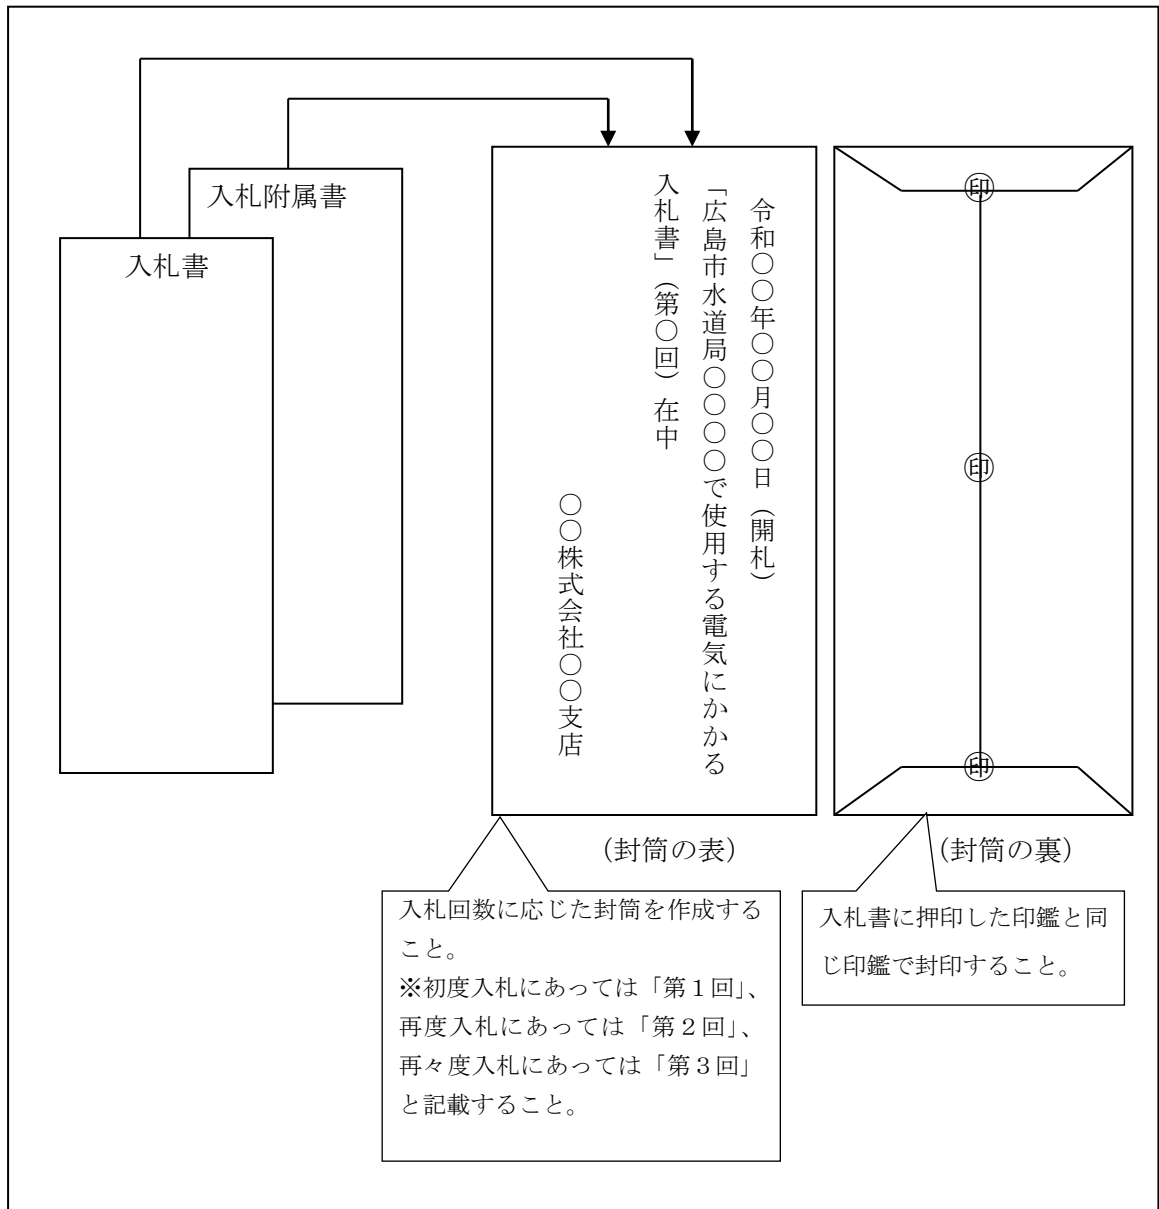 入札附属書
入札書
令和〇〇年〇〇月〇〇日（開札）
「広島市水道局〇〇〇〇で使用する電気にかかる
入札書」（第〇回）在中
〇〇株式会社〇〇支店
㊞
㊞
㊞
（封筒の表）
（封筒の裏）
入札回数に応じた封筒を作成する
こと。
※初度入札にあっては「第１回」、
再度入札にあっては「第２回」、
再々度入札にあっては「第３回」
と記載すること。
入札書に押印した印鑑と同
じ印鑑で封印すること。